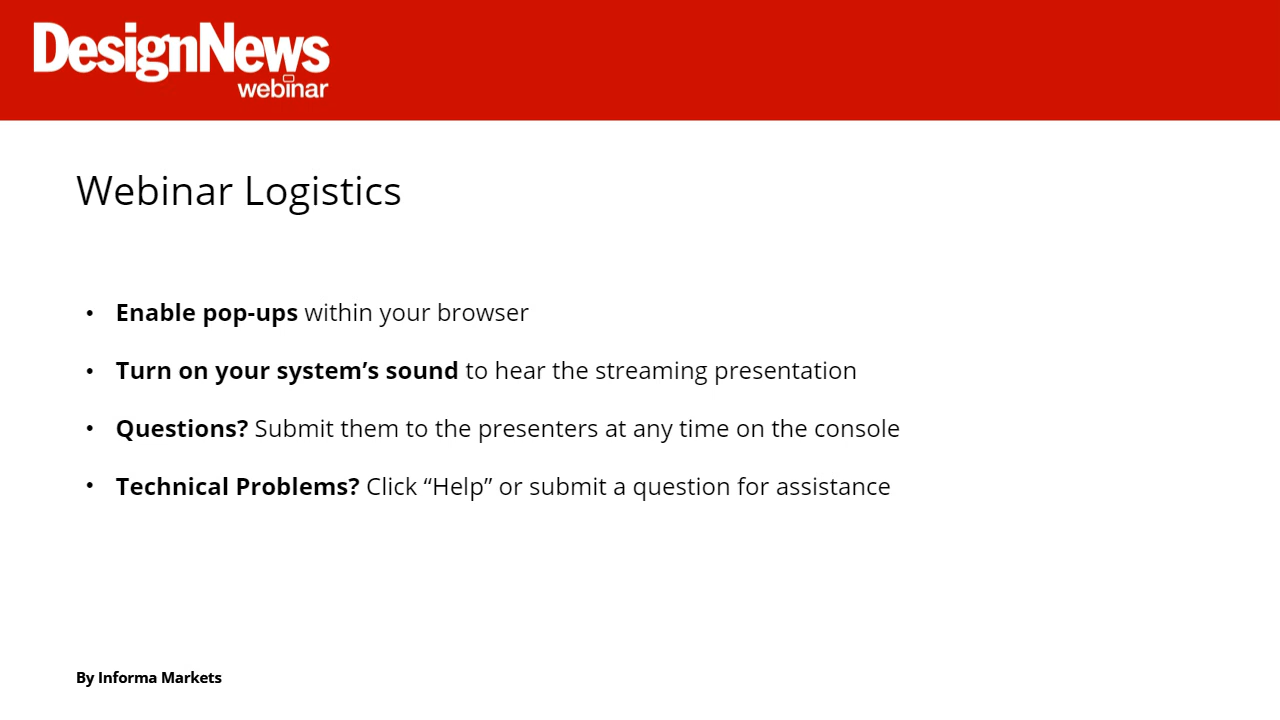 DesignNews
webinar
Webinar Logistics
• Enable pop-ups within your browser
• Turn on your system’s sound to hear the streaming presentation
• Questions? Submit them to the presenters at any time on the console
• Technical Problems? Click “Help” or submit a question for assistance
By Informa Markets